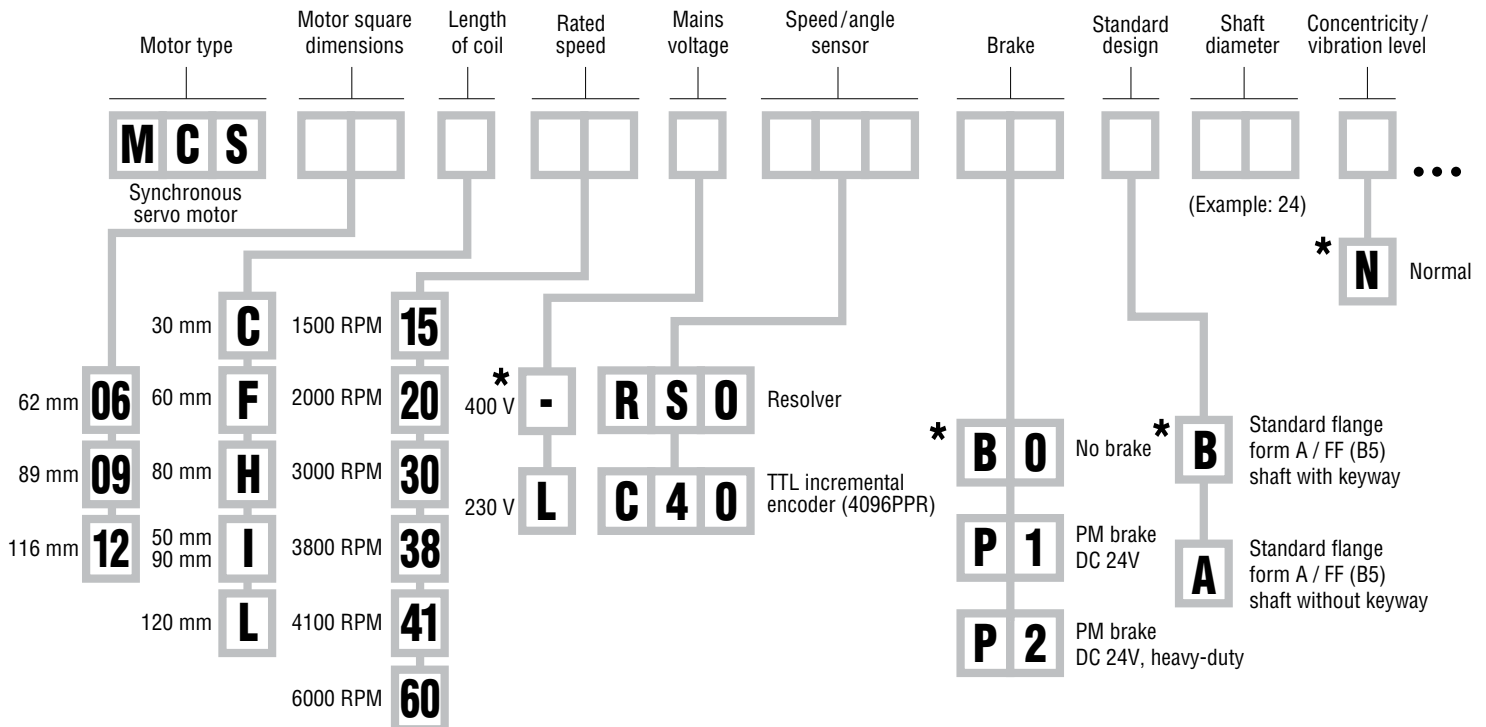 Motor type
Motor square
dimensions
Length
of coil
Rated
speed
Mains
voltage
Speed/angle
sensor
Brake
Standard
design
Shaft
diameter
Concentricity/
vibration level
M C S
...
Synchronous
servo motor
(Example: 24)
* N Normal
30 mm C
1500 RPM 15
62 mm 06
60 mm F
2000 RPM 20
*
400 V -
R S 0 Resolver
89 mm 09
80 mm H
3000 RPM 30
230 V L
C 4 0 TTL incremental
encoder (4096PPR)
* B 0 No brake
* B Standard flange
form A / FF (B5)
shaft with keyway
116 mm 12
50 mm
90 mm I
3800 RPM 38
P 1 PM brake
DC 24V
A Standard flange
form A / FF (B5)
shaft without keyway
120 mm L
4100 RPM 41
P 2 PM brake
DC 24V, heavy-duty
6000 RPM 60